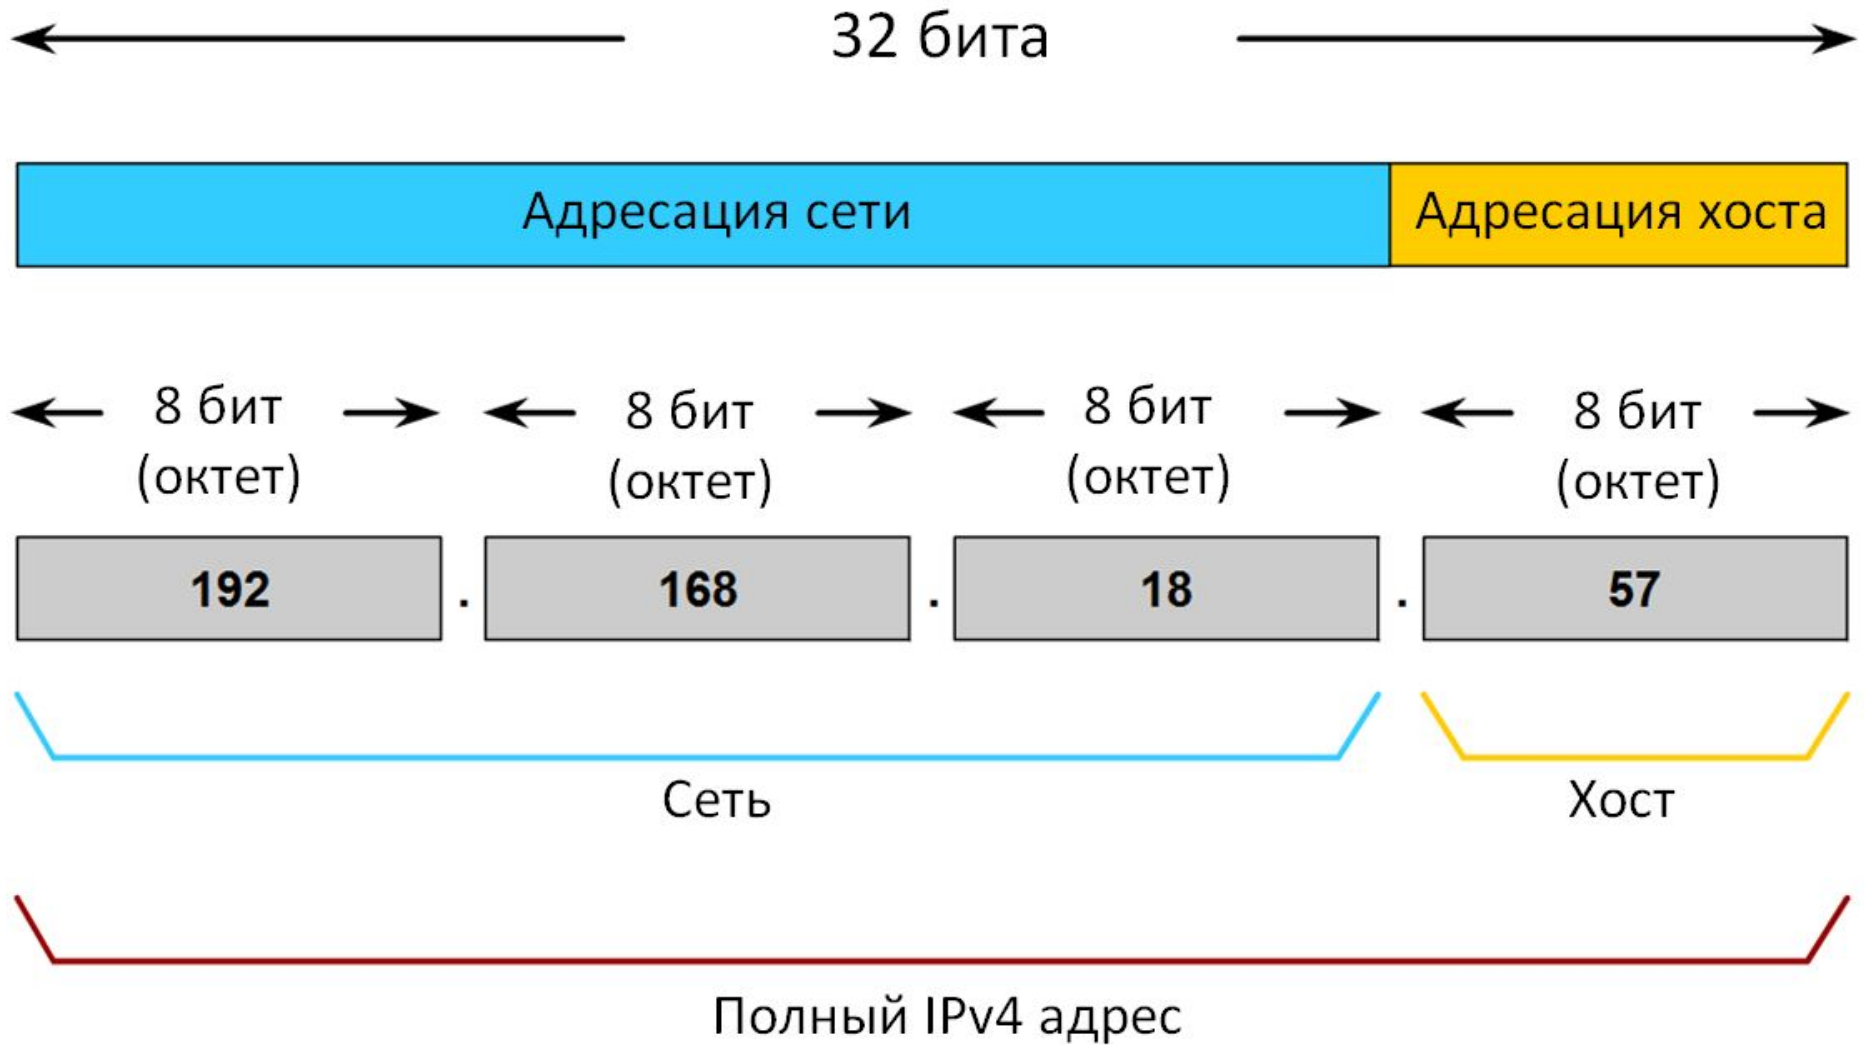 32 бита
Адресация сети Адресация хоста
8 бит 8 бит 8 бит 8 бит
(октет) (октет) (октет) (октет)
192 . 168 . 18 . 57
Сеть Хост
Полный IPv4 адрес